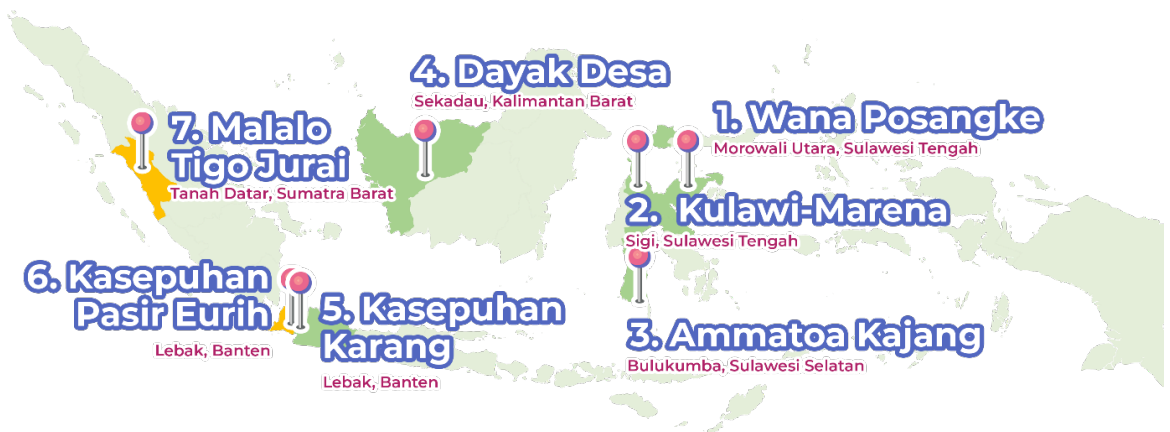 4. Dayak Desa
Sekadau, Kalimantan Barat
1. Wana Posangke
Morowali Utara, Sulawesi Tengah
7. Malalo
Tigo Jurai
Tanah Datar, Sumatra Barat
2. Kulawi-Marena
Sigi, Sulawesi Tengah
6. Kasepuhan
Pasir Eurih
Lebak, Banten
5. Kasepuhan
Karang
Lebak, Banten
3. Ammatoa Kajang
Bulukumba, Sulawesi Selatan